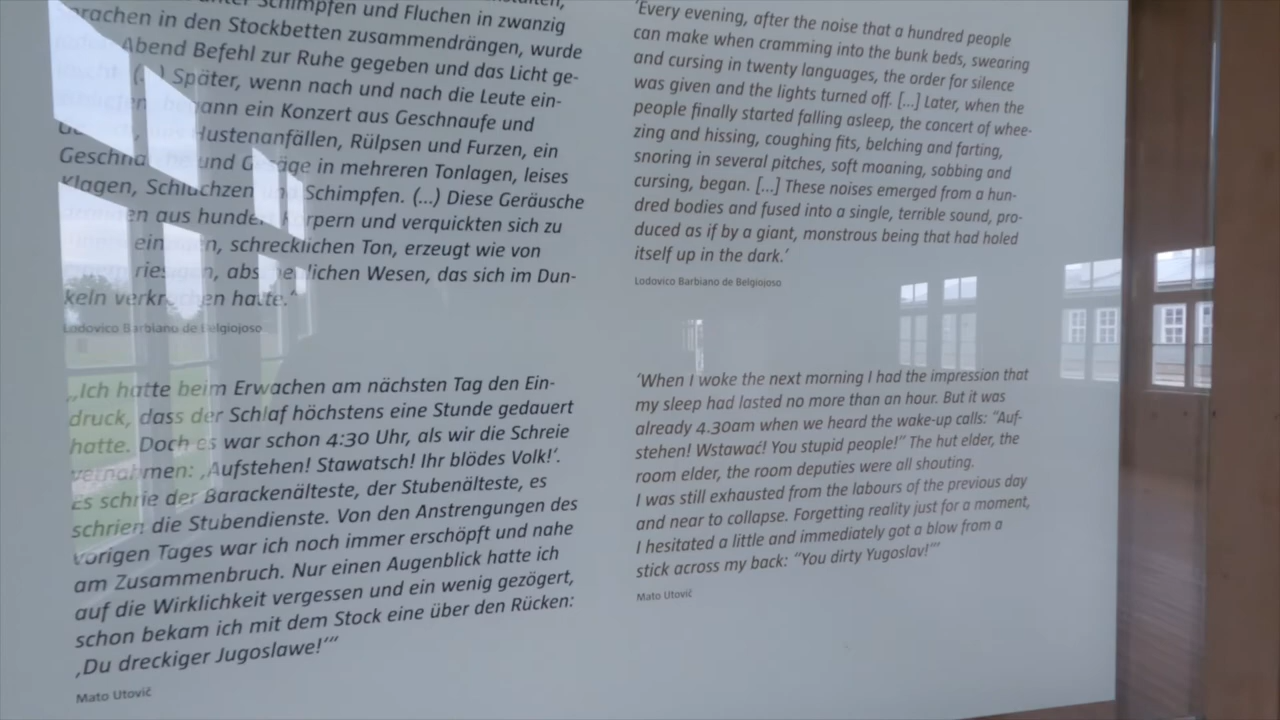 Schimpfen und Fluchen in zwanzig
Sprachen in den Stockbetten zusammendrängen, wurde
Abend Befehl zur Ruhe gegeben und das Licht ge-
(...) Später, wenn nach und nach die Leute ein-
begann ein Konzert aus Geschnaufe und
Hustenanfällen, Rülpsen und Furzen, ein
und Gesäge in mehreren Tonlagen, leises
Klagen, Schluchzen und Schimpfen. (...) Diese Geräusche
aus hundert Körpern und verquickten sich zu
einen, schrecklichen Ton, erzeugt wie von
riesigen, abscheulichen Wesen, das sich im Dun-
keln verkrochen hatte.“
Lodovico Barbiano de Belgiojoso
„Ich hatte beim Erwachen am nächsten Tag den Ein-
druck, dass der Schlaf höchstens eine Stunde gedauert
hatte. Doch es war schon 4:30 Uhr, als wir die Schreie
vernahmen: ‚Aufstehen! Stawatsch! Ihr blödes Volk!‘.
Es schrie der Barackenälteste, der Stubenälteste, es
schrien die Stubendienste. Von den Anstrengungen des
vorigen Tages war ich noch immer erschöpft und nahe
am Zusammenbruch. Nur einen Augenblick hatte ich
auf die Wirklichkeit vergessen und ein wenig gezögert,
schon bekam ich mit dem Stock eine über den Rücken:
‚Du dreckiger Jugoslawe!‘“
Mato Utović
‘Every evening, after the noise that a hundred people
can make when cramming into the bunk beds, swearing
and cursing in twenty languages, the order for silence
was given and the lights turned off. [...] Later, when the
people finally started falling asleep, the concert of whee-
zing and hissing, coughing fits, belching and farting,
snoring in several pitches, soft moaning, sobbing and
cursing, began. [...] These noises emerged from a hun-
dred bodies and fused into a single, terrible sound, pro-
duced as if by a giant, monstrous being that had holed
itself up in the dark.’
Lodovico Barbiano de Belgiojoso
‘When I woke the next morning I had the impression that
my sleep had lasted no more than an hour. But it was
already 4.30am when we heard the wake-up calls: “Auf-
stehen! Wstawać! You stupid people!” The hut elder, the
room elder, the room deputies were all shouting.
I was still exhausted from the labours of the previous day
and near to collapse. Forgetting reality just for a moment,
I hesitated a little and immediately got a blow from a
stick across my back: “You dirty Yugoslav!”’
Mato Utović